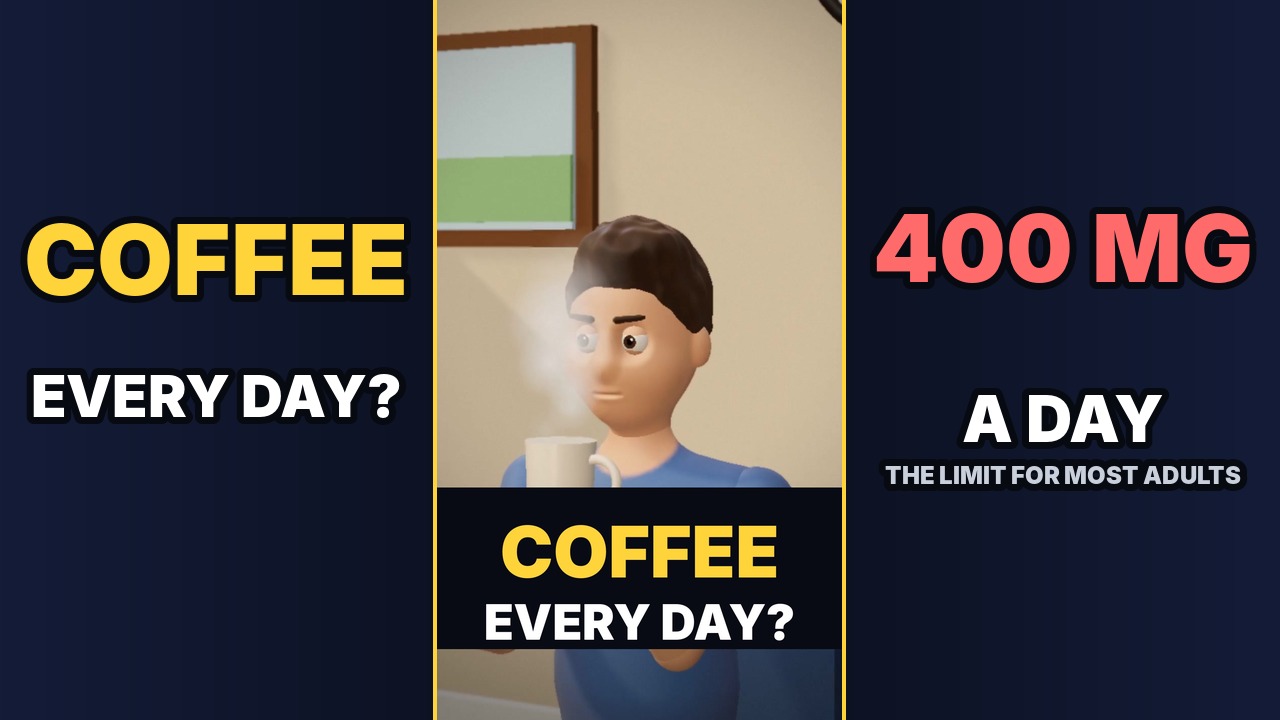 COFFEE
EVERY DAY?
COFFEE
EVERY DAY?
400 MG
A DAY
THE LIMIT FOR MOST ADULTS